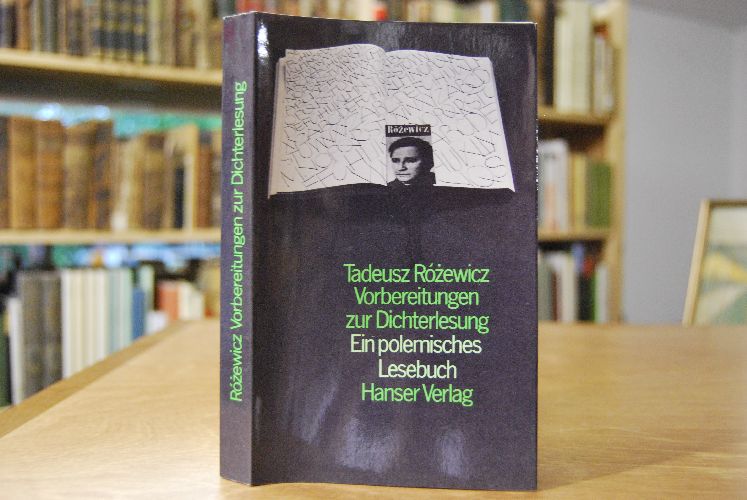 Różewicz Vorbereitungen zur Dichterlesung
Różewicz
Tadeusz Różewicz
Vorbereitungen
zur Dichterlesung
Ein polemisches
Lesebuch
Hanser Verlag